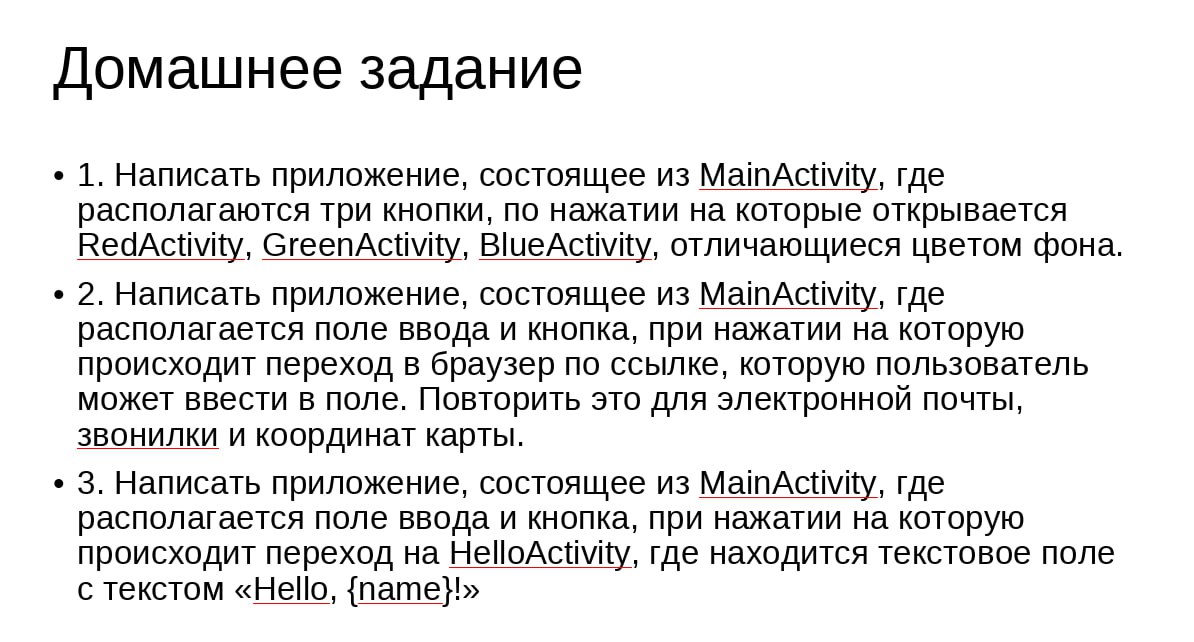 Домашнее задание
• 1. Написать приложение, состоящее из MainActivity, где
располагаются три кнопки, по нажатии на которые открывается
RedActivity, GreenActivity, BlueActivity, отличающиеся цветом фона.
• 2. Написать приложение, состоящее из MainActivity, где
располагается поле ввода и кнопка, при нажатии на которую
происходит переход в браузер по ссылке, которую пользователь
может ввести в поле. Повторить это для электронной почты,
звонилки и координат карты.
• 3. Написать приложение, состоящее из MainActivity, где
располагается поле ввода и кнопка, при нажатии на которую
происходит переход на HelloActivity, где находится текстовое поле
с текстом «Hello, {name}!»